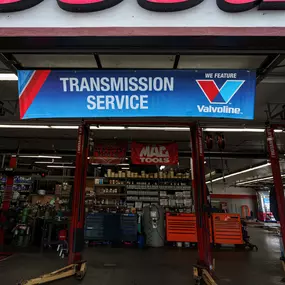 WE FEATURE
TRANSMISSION
SERVICE
Valvoline
MAC
TOOLS